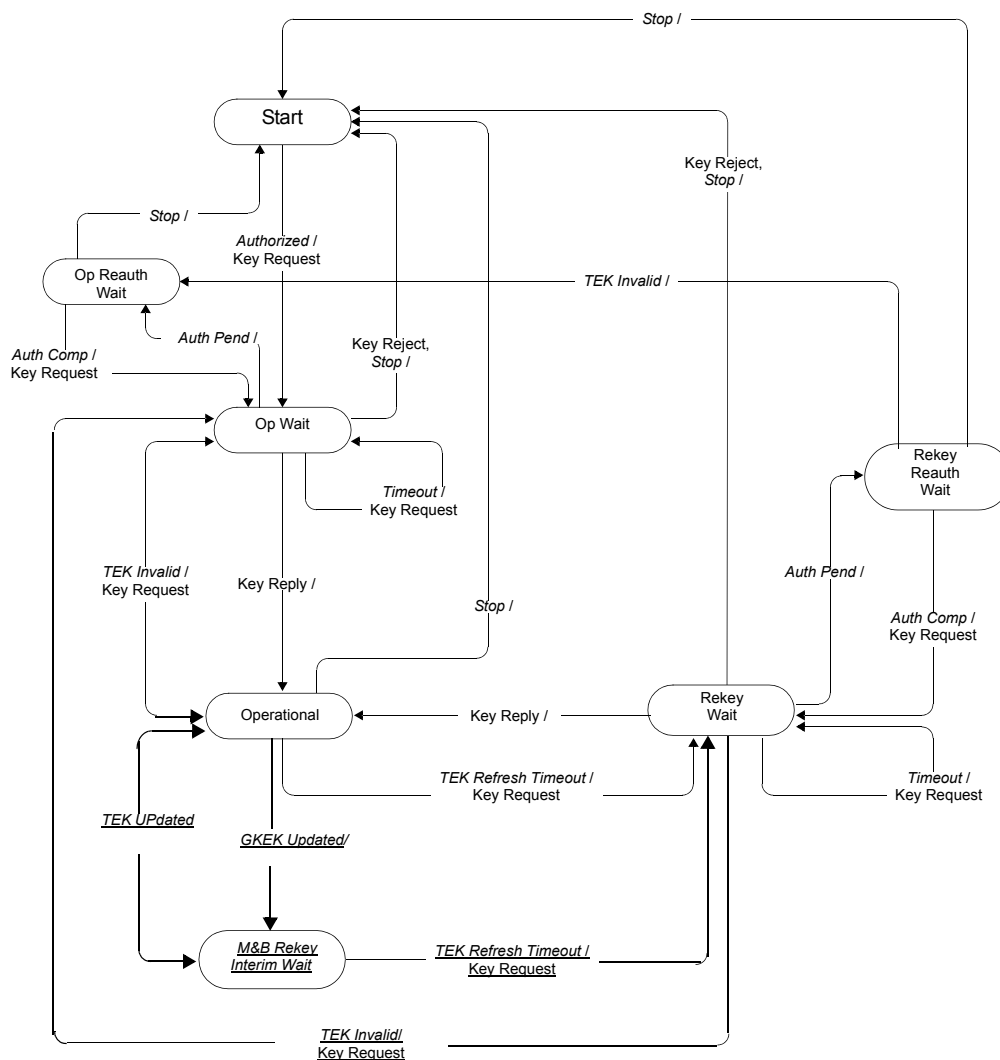 Stop /
Start
Key Reject,
Stop /
Stop /
Authorized /
Key Request
Op Reauth
Wait
TEK Invalid /
Auth Pend /
Key Reject,
Stop /
Auth Comp /
Key Request
Op Wait
Rekey
Reauth
Wait
Timeout /
Key Request
TEK Invalid /
Key Request
Key Reply /
Auth Pend /
Stop /
Auth Comp /
Key Request
Operational
Key Reply /
Rekey
Wait
TEK Refresh Timeout /
Key Request
Timeout /
Key Request
TEK UPdated
GKEK Updated/
M&B Rekey
Interim Wait
TEK Refresh Timeout /
Key Request
TEK Invalid/
Key Request